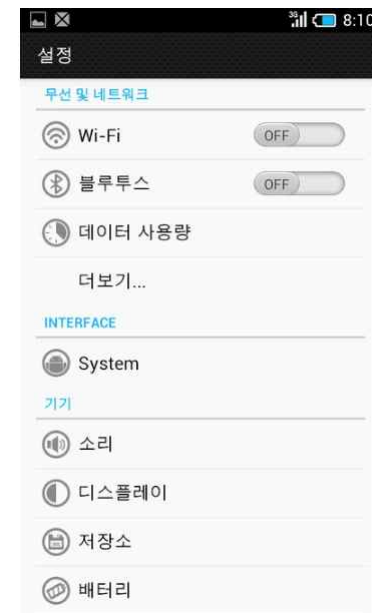 3G 8:10
설정
무선 및 네트워크
Wi-Fi OFF
블루투스 OFF
데이터 사용량
더보기...
INTERFACE
System
기기
소리
디스플레이
저장소
배터리